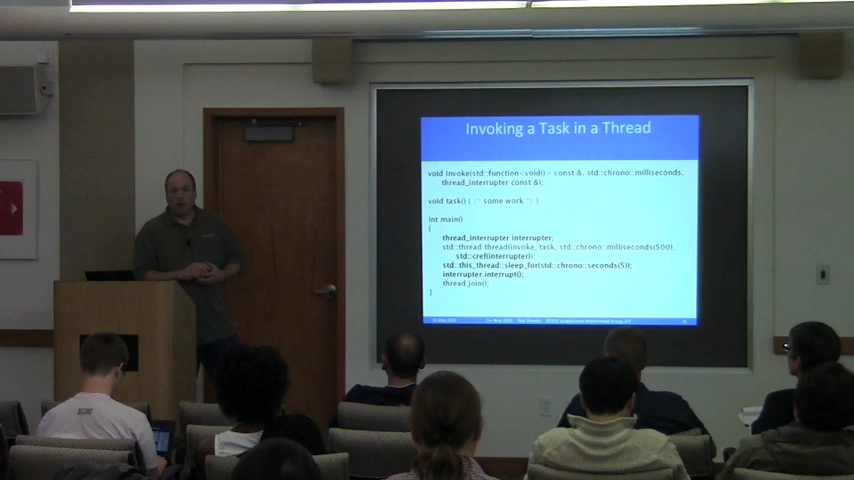 Invoking a Task in a Thread
void invoke(std::function<void()> const &, std::chrono::milliseconds,
thread_interrupter const &);
void task() { /* some work */ }
int main()
{
thread_interrupter interrupter;
std::thread thread(invoke, task, std::chrono::milliseconds(500),
std::cref(interrupter));
std::this_thread::sleep_for(std::chrono::seconds(5));
interrupter.interrupt();
thread.join();
}